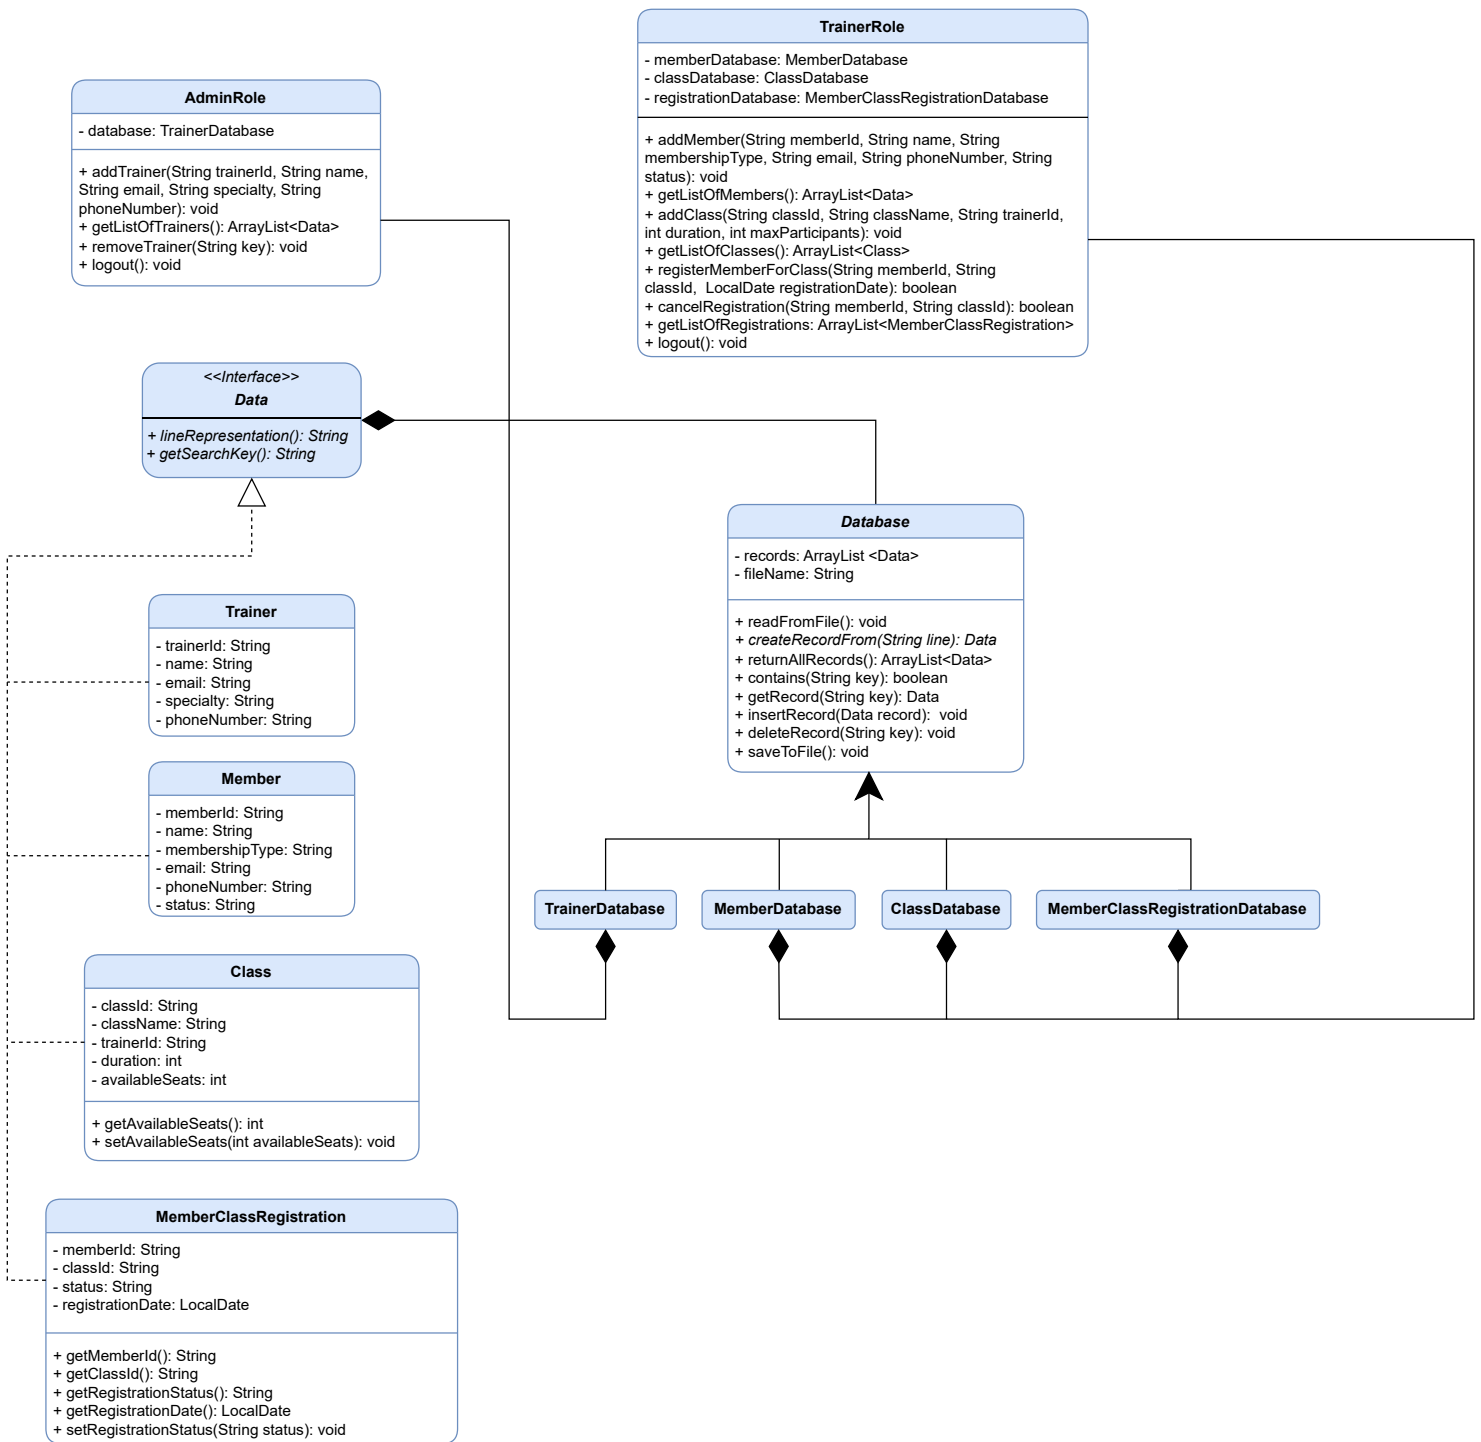 TrainerRole
- memberDatabase: MemberDatabase
- classDatabase: ClassDatabase
- registrationDatabase: MemberClassRegistrationDatabase
+ addMember(String memberId, String name, String
membershipType, String email, String phoneNumber, String
status): void
+ getListOfMembers(): ArrayList<Data>
+ addClass(String classId, String className, String trainerId,
int duration, int maxParticipants): void
+ getListOfClasses(): ArrayList<Class>
+ registerMemberForClass(String memberId, String
classId,  LocalDate registrationDate): boolean
+ cancelRegistration(String memberId, String classId): boolean
+ getListOfRegistrations: ArrayList<MemberClassRegistration>
+ logout(): void
AdminRole
- database: TrainerDatabase
+ addTrainer(String trainerId, String name,
String email, String specialty, String
phoneNumber): void
+ getListOfTrainers(): ArrayList<Data>
+ removeTrainer(String key): void
+ logout(): void
<<Interface>>
Data
+ lineRepresentation(): String
+ getSearchKey(): String
Database
- records: ArrayList <Data>
- fileName: String
+ readFromFile(): void
+ createRecordFrom(String line): Data
+ returnAllRecords(): ArrayList<Data>
+ contains(String key): boolean
+ getRecord(String key): Data
+ insertRecord(Data record):  void
+ deleteRecord(String key): void
+ saveToFile(): void
Trainer
- trainerId: String
- name: String
- email: String
- specialty: String
- phoneNumber: String
Member
- memberId: String
- name: String
- membershipType: String
- email: String
- phoneNumber: String
- status: String
TrainerDatabase
MemberDatabase
ClassDatabase
MemberClassRegistrationDatabase
Class
- classId: String
- className: String
- trainerId: String
- duration: int
- availableSeats: int
+ getAvailableSeats(): int
+ setAvailableSeats(int availableSeats): void
MemberClassRegistration
- memberId: String
- classId: String
- status: String
- registrationDate: LocalDate
+ getMemberId(): String
+ getClassId(): String
+ getRegistrationStatus(): String
+ getRegistrationDate(): LocalDate
+ setRegistrationStatus(String status): void